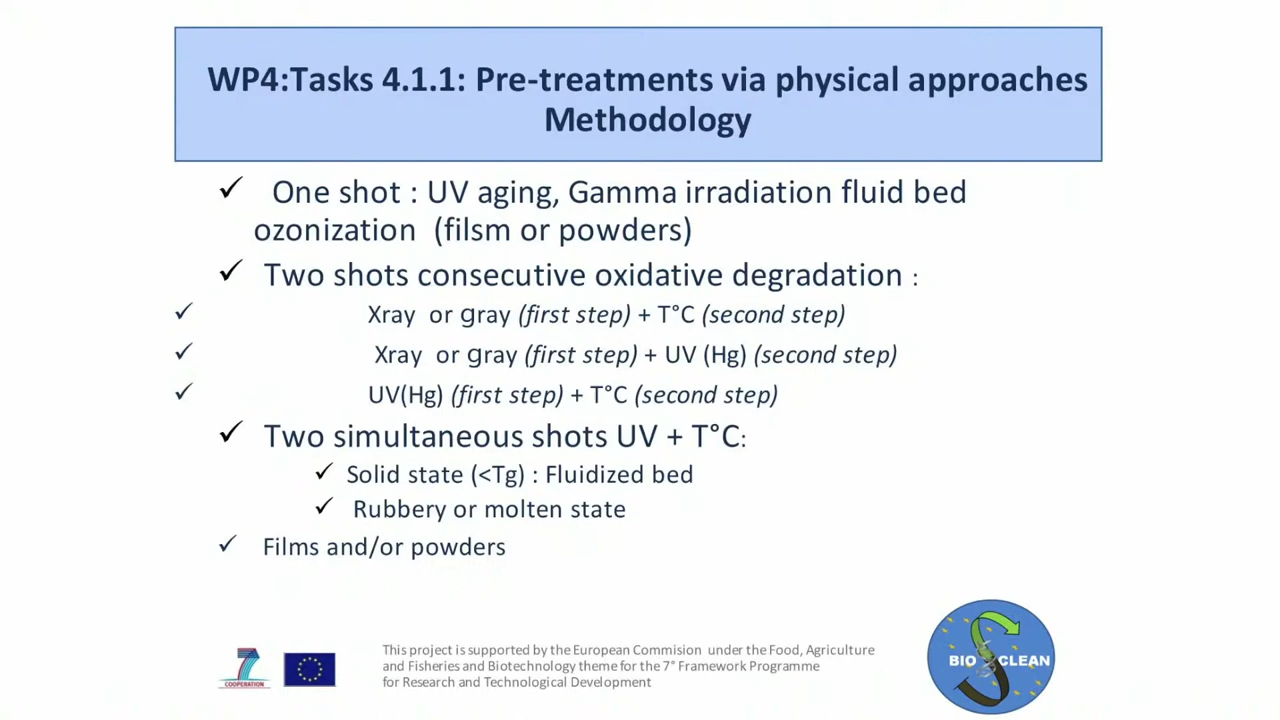 WP4:Tasks 4.1.1: Pre-treatments via physical approaches
Methodology
✓ One shot : UV aging, Gamma irradiation fluid bed
ozonization (filsm or powders)
✓ Two shots consecutive oxidative degradation :
✓ Xray or gray (first step) + T°C (second step)
✓ Xray or gray (first step) + UV (Hg) (second step)
✓ UV(Hg) (first step) + T°C (second step)
✓ Two simultaneous shots UV + T°C:
✓ Solid state (<Tg) : Fluidized bed
✓ Rubbery or molten state
✓ Films and/or powders
This project is supported by the European Commision under the Food, Agriculture
and Fisheries and Biotechnology theme for the 7° Framework Programme
for Research and Technological Development
7
COOPERATION
BIO CLEAN